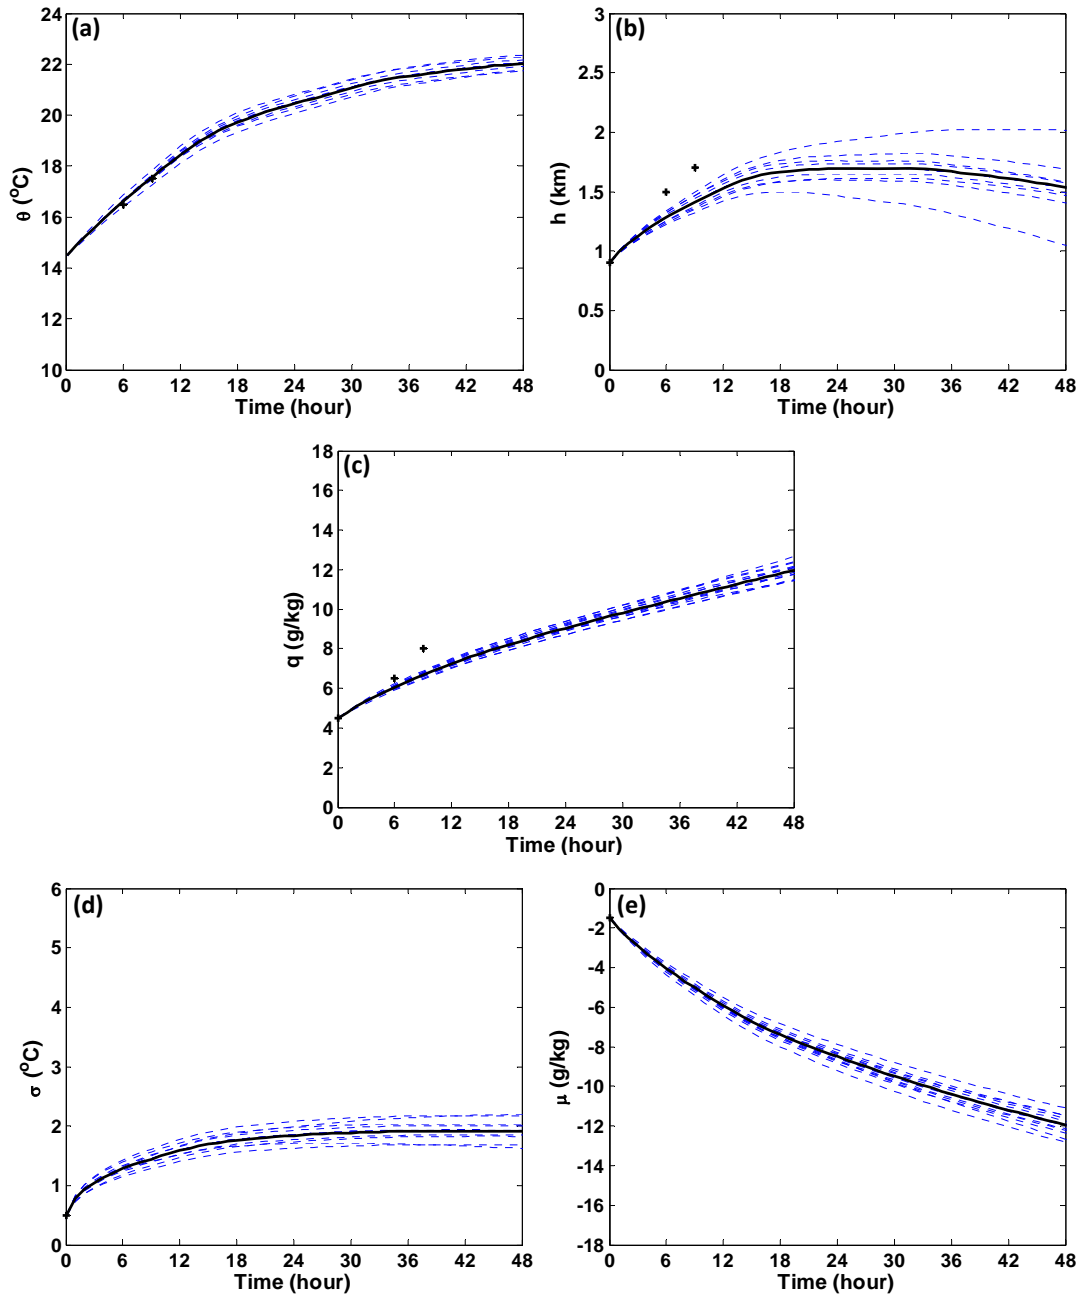 (a)
θ (°C)
24
22
20
18
16
14
12
10
0 6 12 18 24 30 36 42 48
Time (hour)
(b)
h (km)
3
2.5
2
1.5
1
0.5
0
0 6 12 18 24 30 36 42 48
Time (hour)
(c)
q (g/kg)
18
16
14
12
10
8
6
4
2
0
0 6 12 18 24 30 36 42 48
Time (hour)
(d)
σ (°C)
6
5
4
3
2
1
0
0 6 12 18 24 30 36 42 48
Time (hour)
(e)
μ (g/kg)
0
-2
-4
-6
-8
-10
-12
-14
-16
-18
0 6 12 18 24 30 36 42 48
Time (hour)